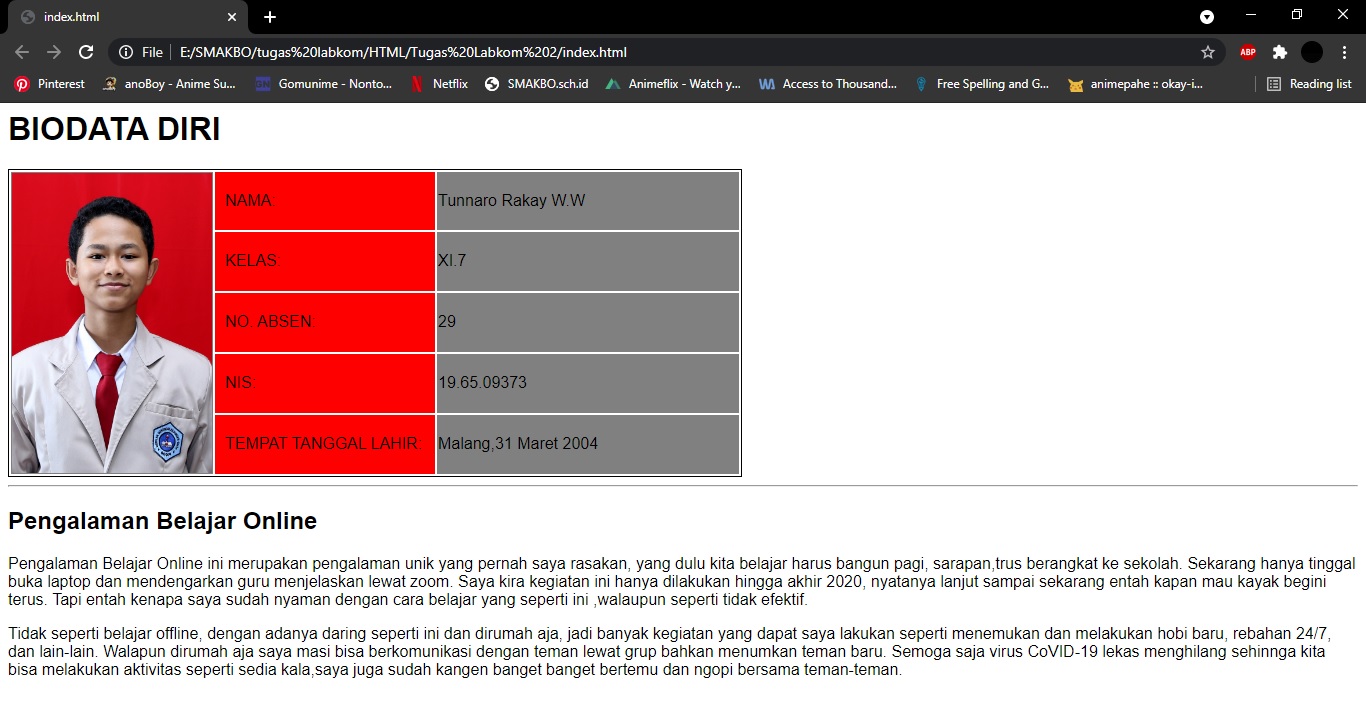 index.html
File
E:/SMAKBO/tugas%20labkom/HTML/Tugas%20Labkom%202/index.html
ABP
Pinterest
anoBoy - Anime Su...
Gomunime - Nonto...
Netflix
SMAKBO.sch.id
Animeflix - Watch y...
Access to Thousand...
Free Spelling and G...
animepahe :: okay-i...
Reading list
BIODATA DIRI
NAMA: Tunnaro Rakay W.W
KELAS: XI.7
NO. ABSEN: 29
NIS: 19.65.09373
TEMPAT TANGGAL LAHIR: Malang,31 Maret 2004
Pengalaman Belajar Online
Pengalaman Belajar Online ini merupakan pengalaman unik yang pernah saya rasakan, yang dulu kita belajar harus bangun pagi, sarapan,trus berangkat ke sekolah. Sekarang hanya tinggal
buka laptop dan mendengarkan guru menjelaskan lewat zoom. Saya kira kegiatan ini hanya dilakukan hingga akhir 2020, nyatanya lanjut sampai sekarang entah kapan mau kayak begini
terus. Tapi entah kenapa saya sudah nyaman dengan cara belajar yang seperti ini ,walaupun seperti tidak efektif.
Tidak seperti belajar offline, dengan adanya daring seperti ini dan dirumah aja, jadi banyak kegiatan yang dapat saya lakukan seperti menemukan dan melakukan hobi baru, rebahan 24/7,
dan lain-lain. Walapun dirumah aja saya masi bisa berkomunikasi dengan teman lewat grup bahkan menumkan teman baru. Semoga saja virus CoVID-19 lekas menghilang sehinnga kita
bisa melakukan aktivitas seperti sedia kala,saya juga sudah kangen banget banget bertemu dan ngopi bersama teman-teman.